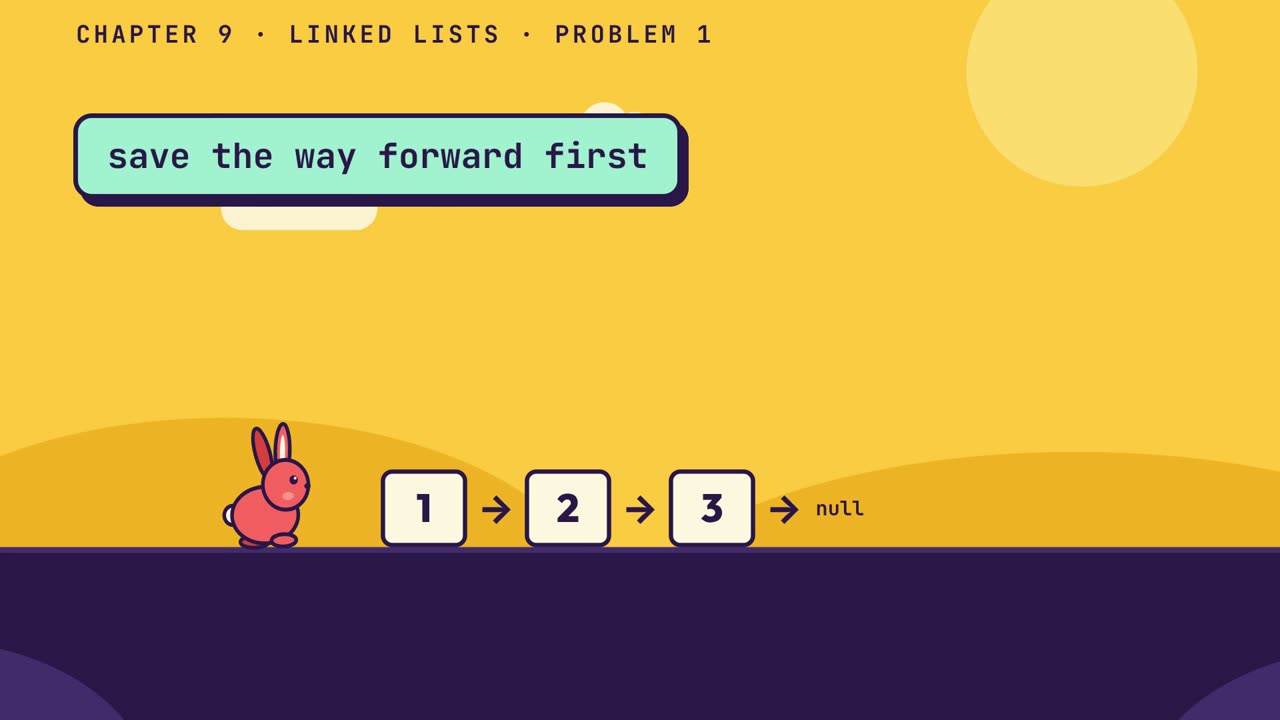 CHAPTER 9 · LINKED LISTS · PROBLEM 1
save the way forward first
1 → 2 → 3 → null